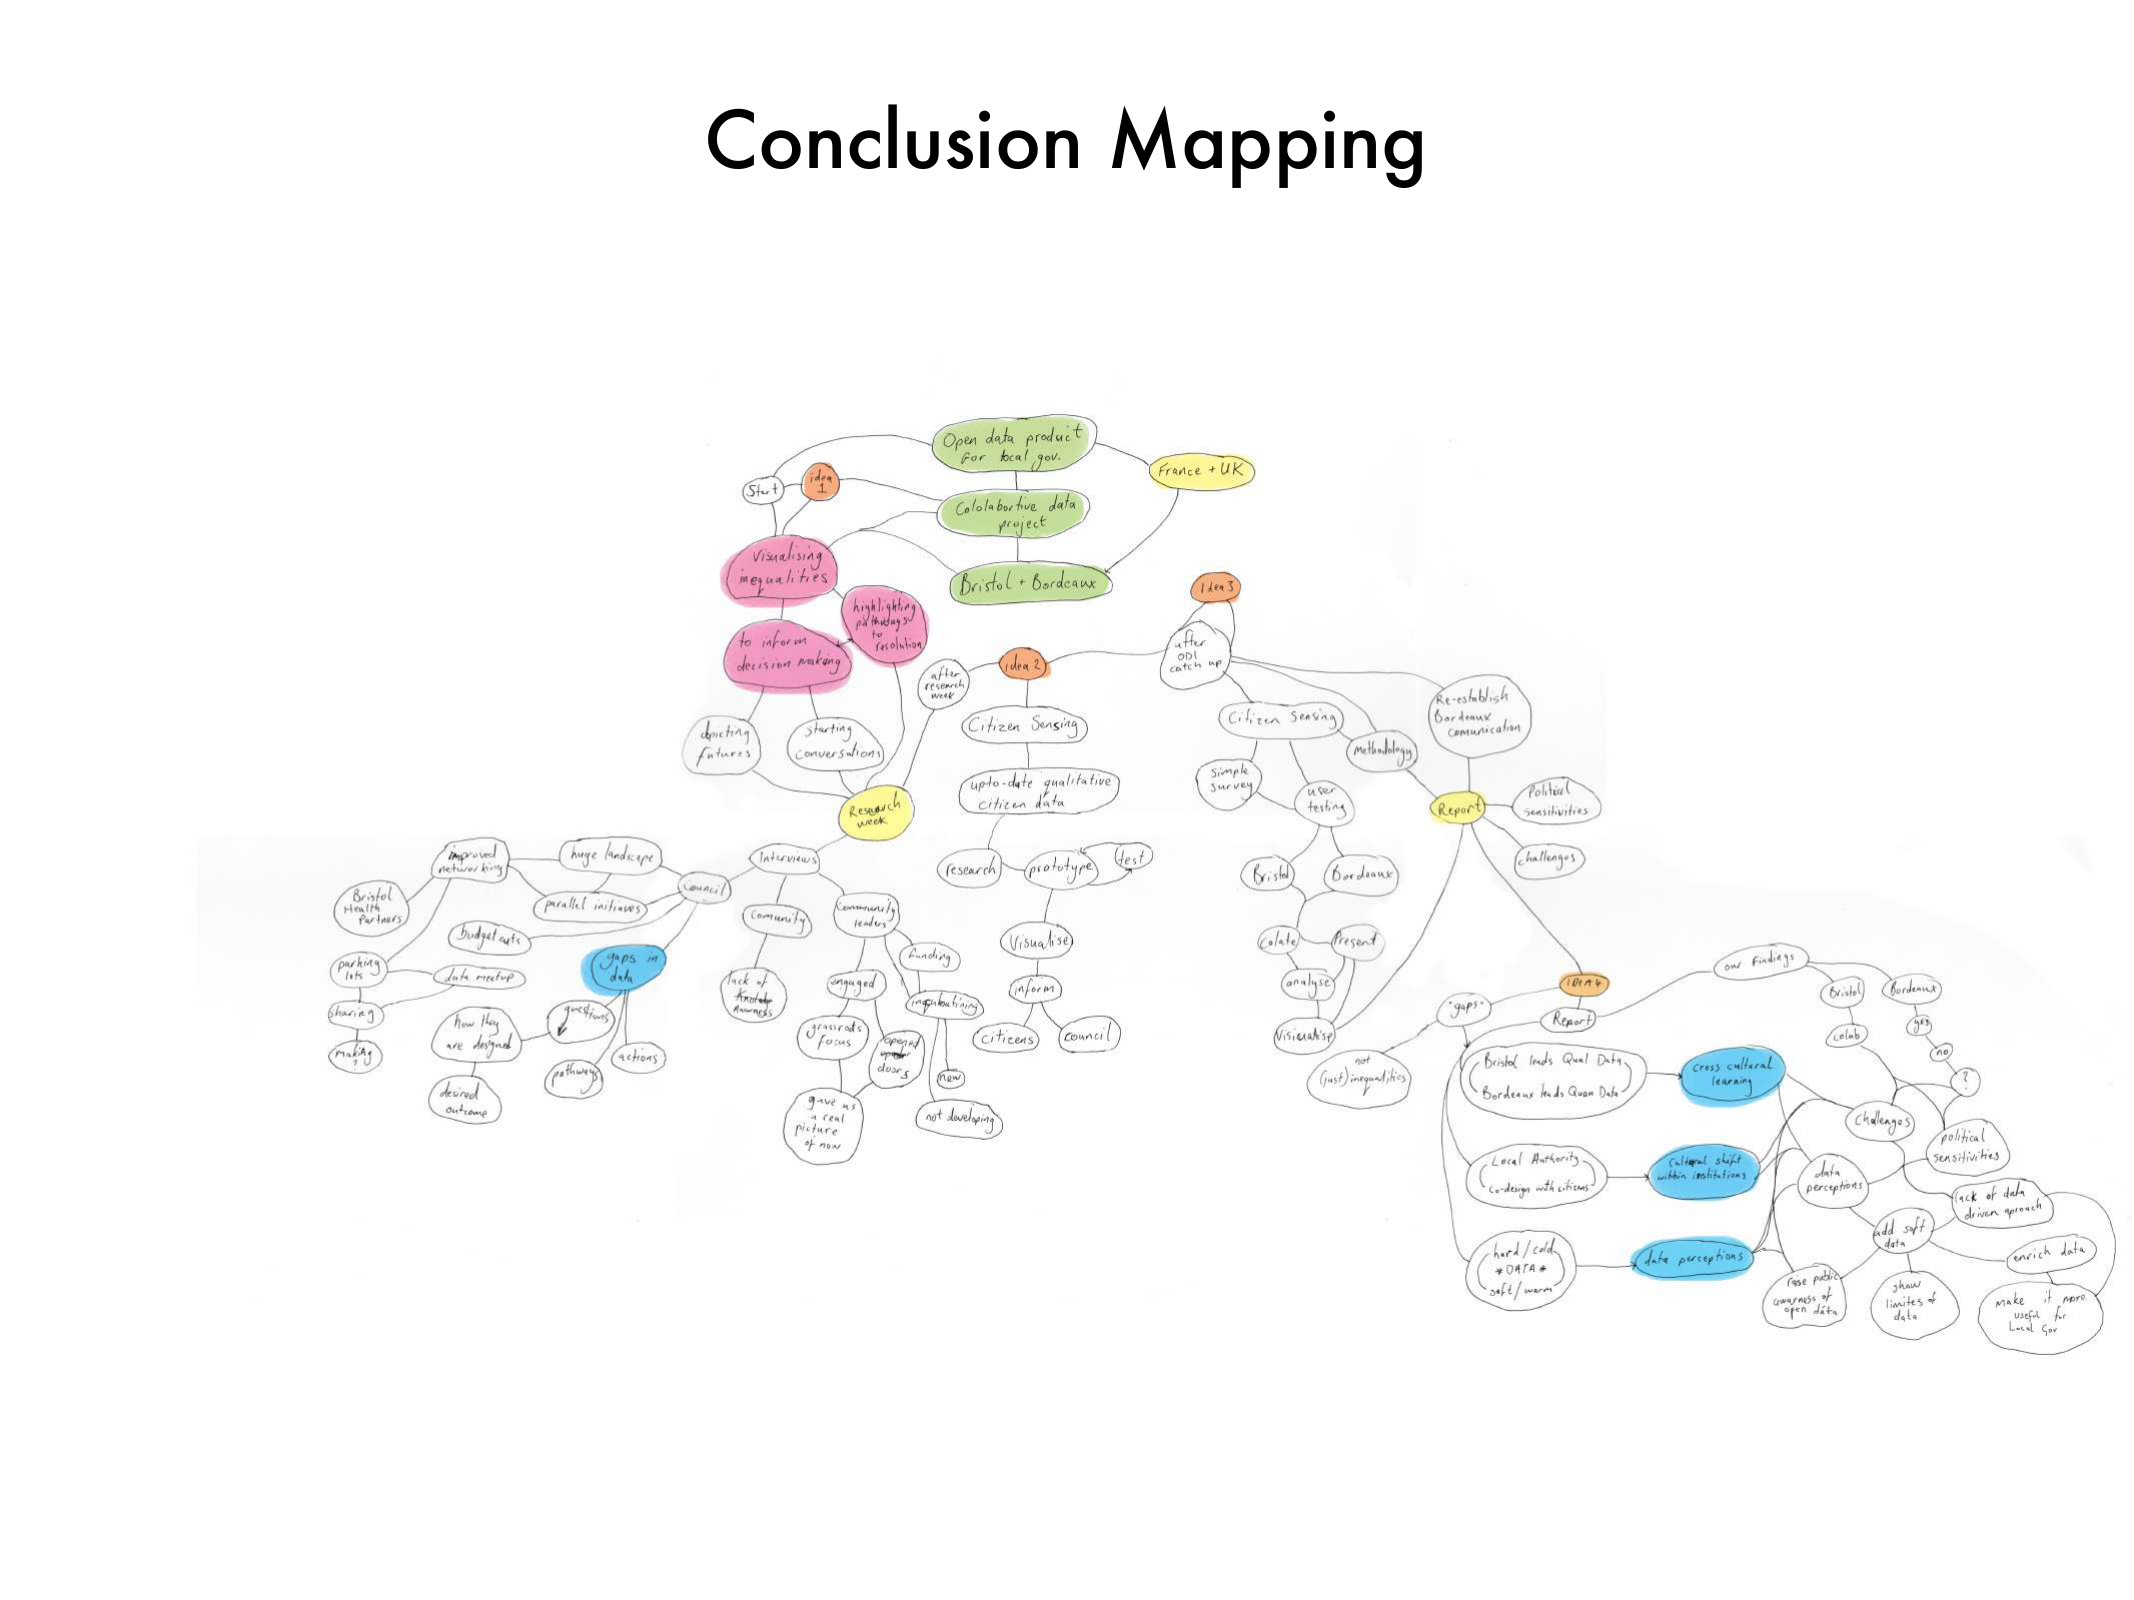 Conclusion Mapping
Open data product
for local gov.
France + UK
Start
idea
1
Cololabortive data
project
Visualising
inequalities
Bristol + Bordeaux
highlighting
pathways
to
resolution
to inform
decision making
Idea 3
after
ODI
catch up
idea 2
after
research
week
Citizen Sensing
depicting
futures
starting
conversations
upto-date qualitative
citizen data
Research
week
research
prototype
test
Visualise
inform
citizens
council
Citizen Sensing
Methodology
Re-establish
Bordeaux
comunication
simple
survey
user
testing
Report
Political
sensitivities
challenges
Bristol
Bordeaux
Colate
Present
analyse
Visualise
Interviews
Council
improved
networking
huge landscape
parallel initiaves
Bristol
Health
Partners
budget cuts
parking
lots
data meetup
sharing
making
?
gaps in
data
questions
how they
are designed
desired
outcome
pathways
actions
Comunity
lack of
Awarness
Community
leaders
funding
engaged
grassrods
focus
opened
doors
new
not developing
gave us
a real
picture
of now
IDEA 4
Report
"gaps"
not
(just) inequalities
our findings
Bristol
Bordeaux
colab
yes
no
?
Bristol leads Qual Data
Bordeaux leads Quan Data
cross cultural
learning
Local Authority
Co-design with citizens
Cultural shift
within institutions
hard/cold
*DATA*
soft/warm
data perceptions
Challenges
political
sensitivities
data
perceptions
lack of data
driven aproach
add soft
data
enrich data
raise public
awarness of
open data
show
limites of
data
make it more
useful for
Local Gov